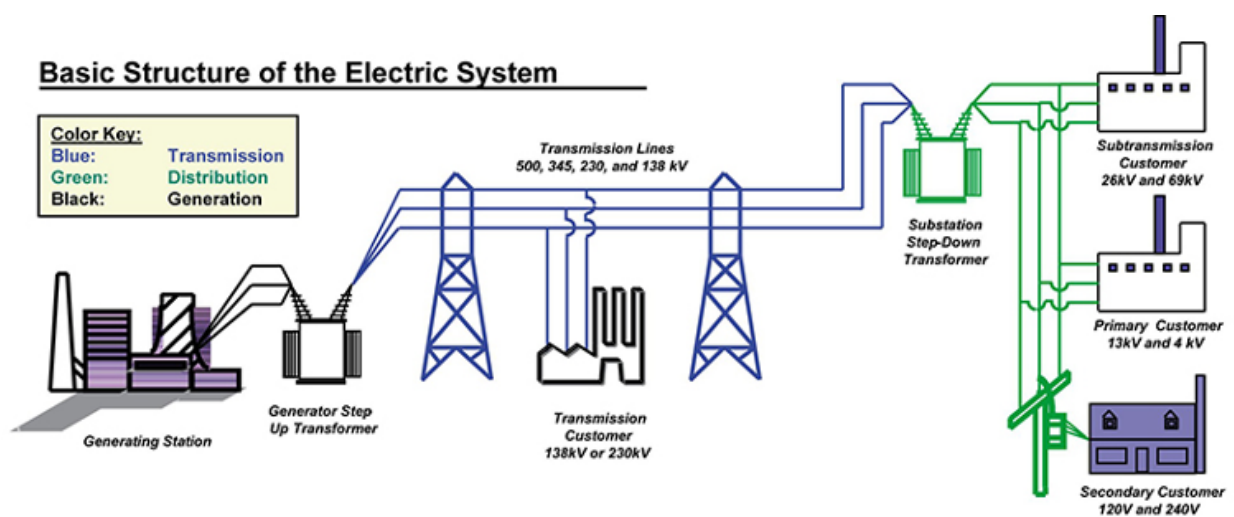 Basic Structure of the Electric System
Color Key:
Blue: Transmission
Green: Distribution
Black: Generation
Transmission Lines
500, 345, 230, and 138 kV
Subtransmission
Customer
26kV and 69kV
Substation
Step-Down
Transformer
Primary Customer
13kV and 4 kV
Generating Station
Generator Step
Up Transformer
Transmission
Customer
138kV or 230kV
Secondary Customer
120V and 240V